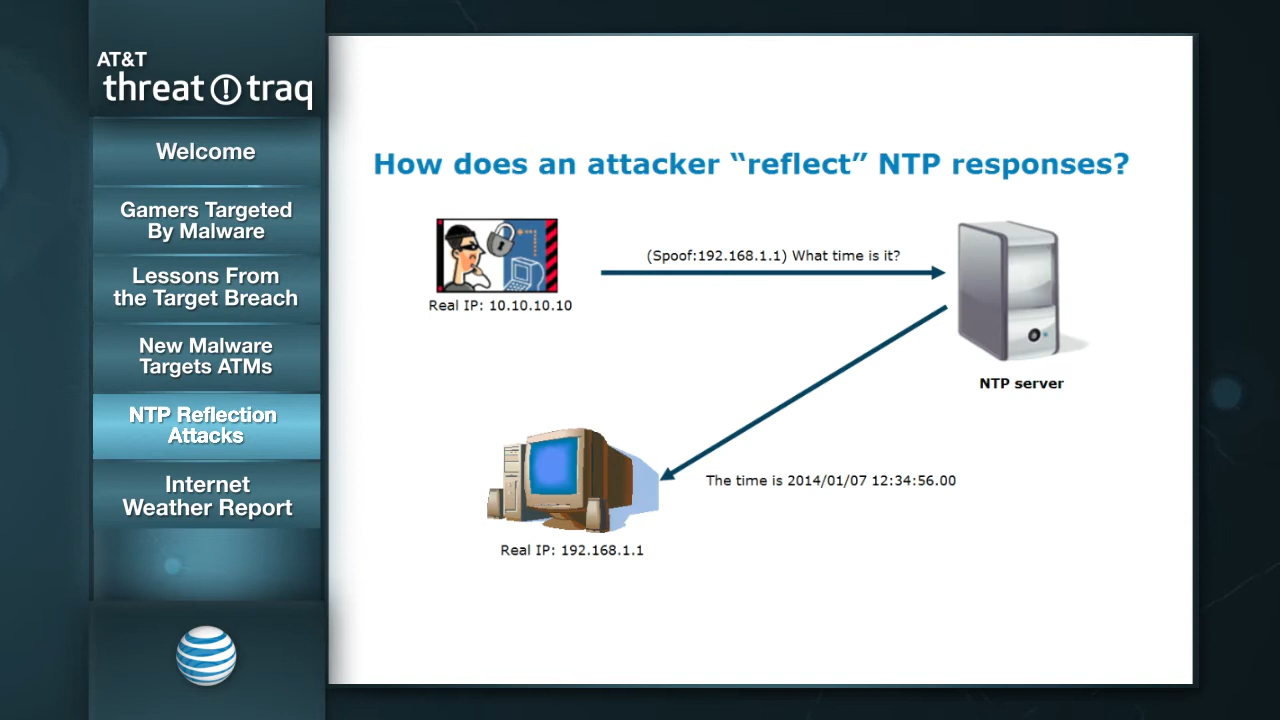 AT&T
threat traq
Welcome
Gamers Targeted
By Malware
Lessons From
the Target Breach
New Malware
Targets ATMs
NTP Reflection
Attacks
Internet
Weather Report
How does an attacker “reflect” NTP responses?
(Spoof:192.168.1.1) What time is it?
Real IP: 10.10.10.10
NTP server
The time is 2014/01/07 12:34:56.00
Real IP: 192.168.1.1